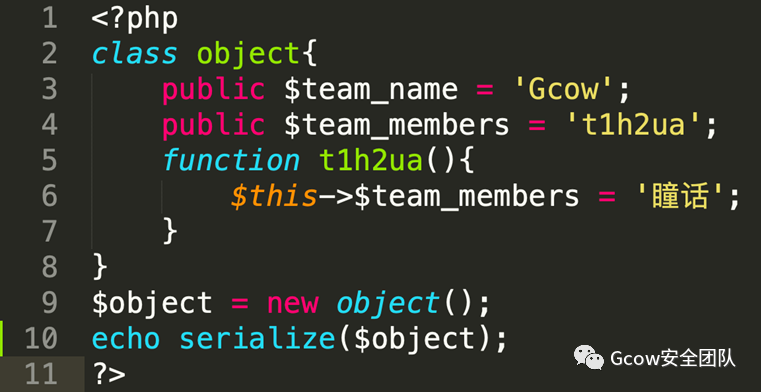 1 <?php
2 class object{
3     public $team_name = 'Gcow';
4     public $team_members = 't1h2ua';
5     function t1h2ua(){
6         $this->$team_members = '瞳话';
7     }
8 }
9 $object = new object();
10 echo serialize($object);
11 ?>
Gcow安全团队